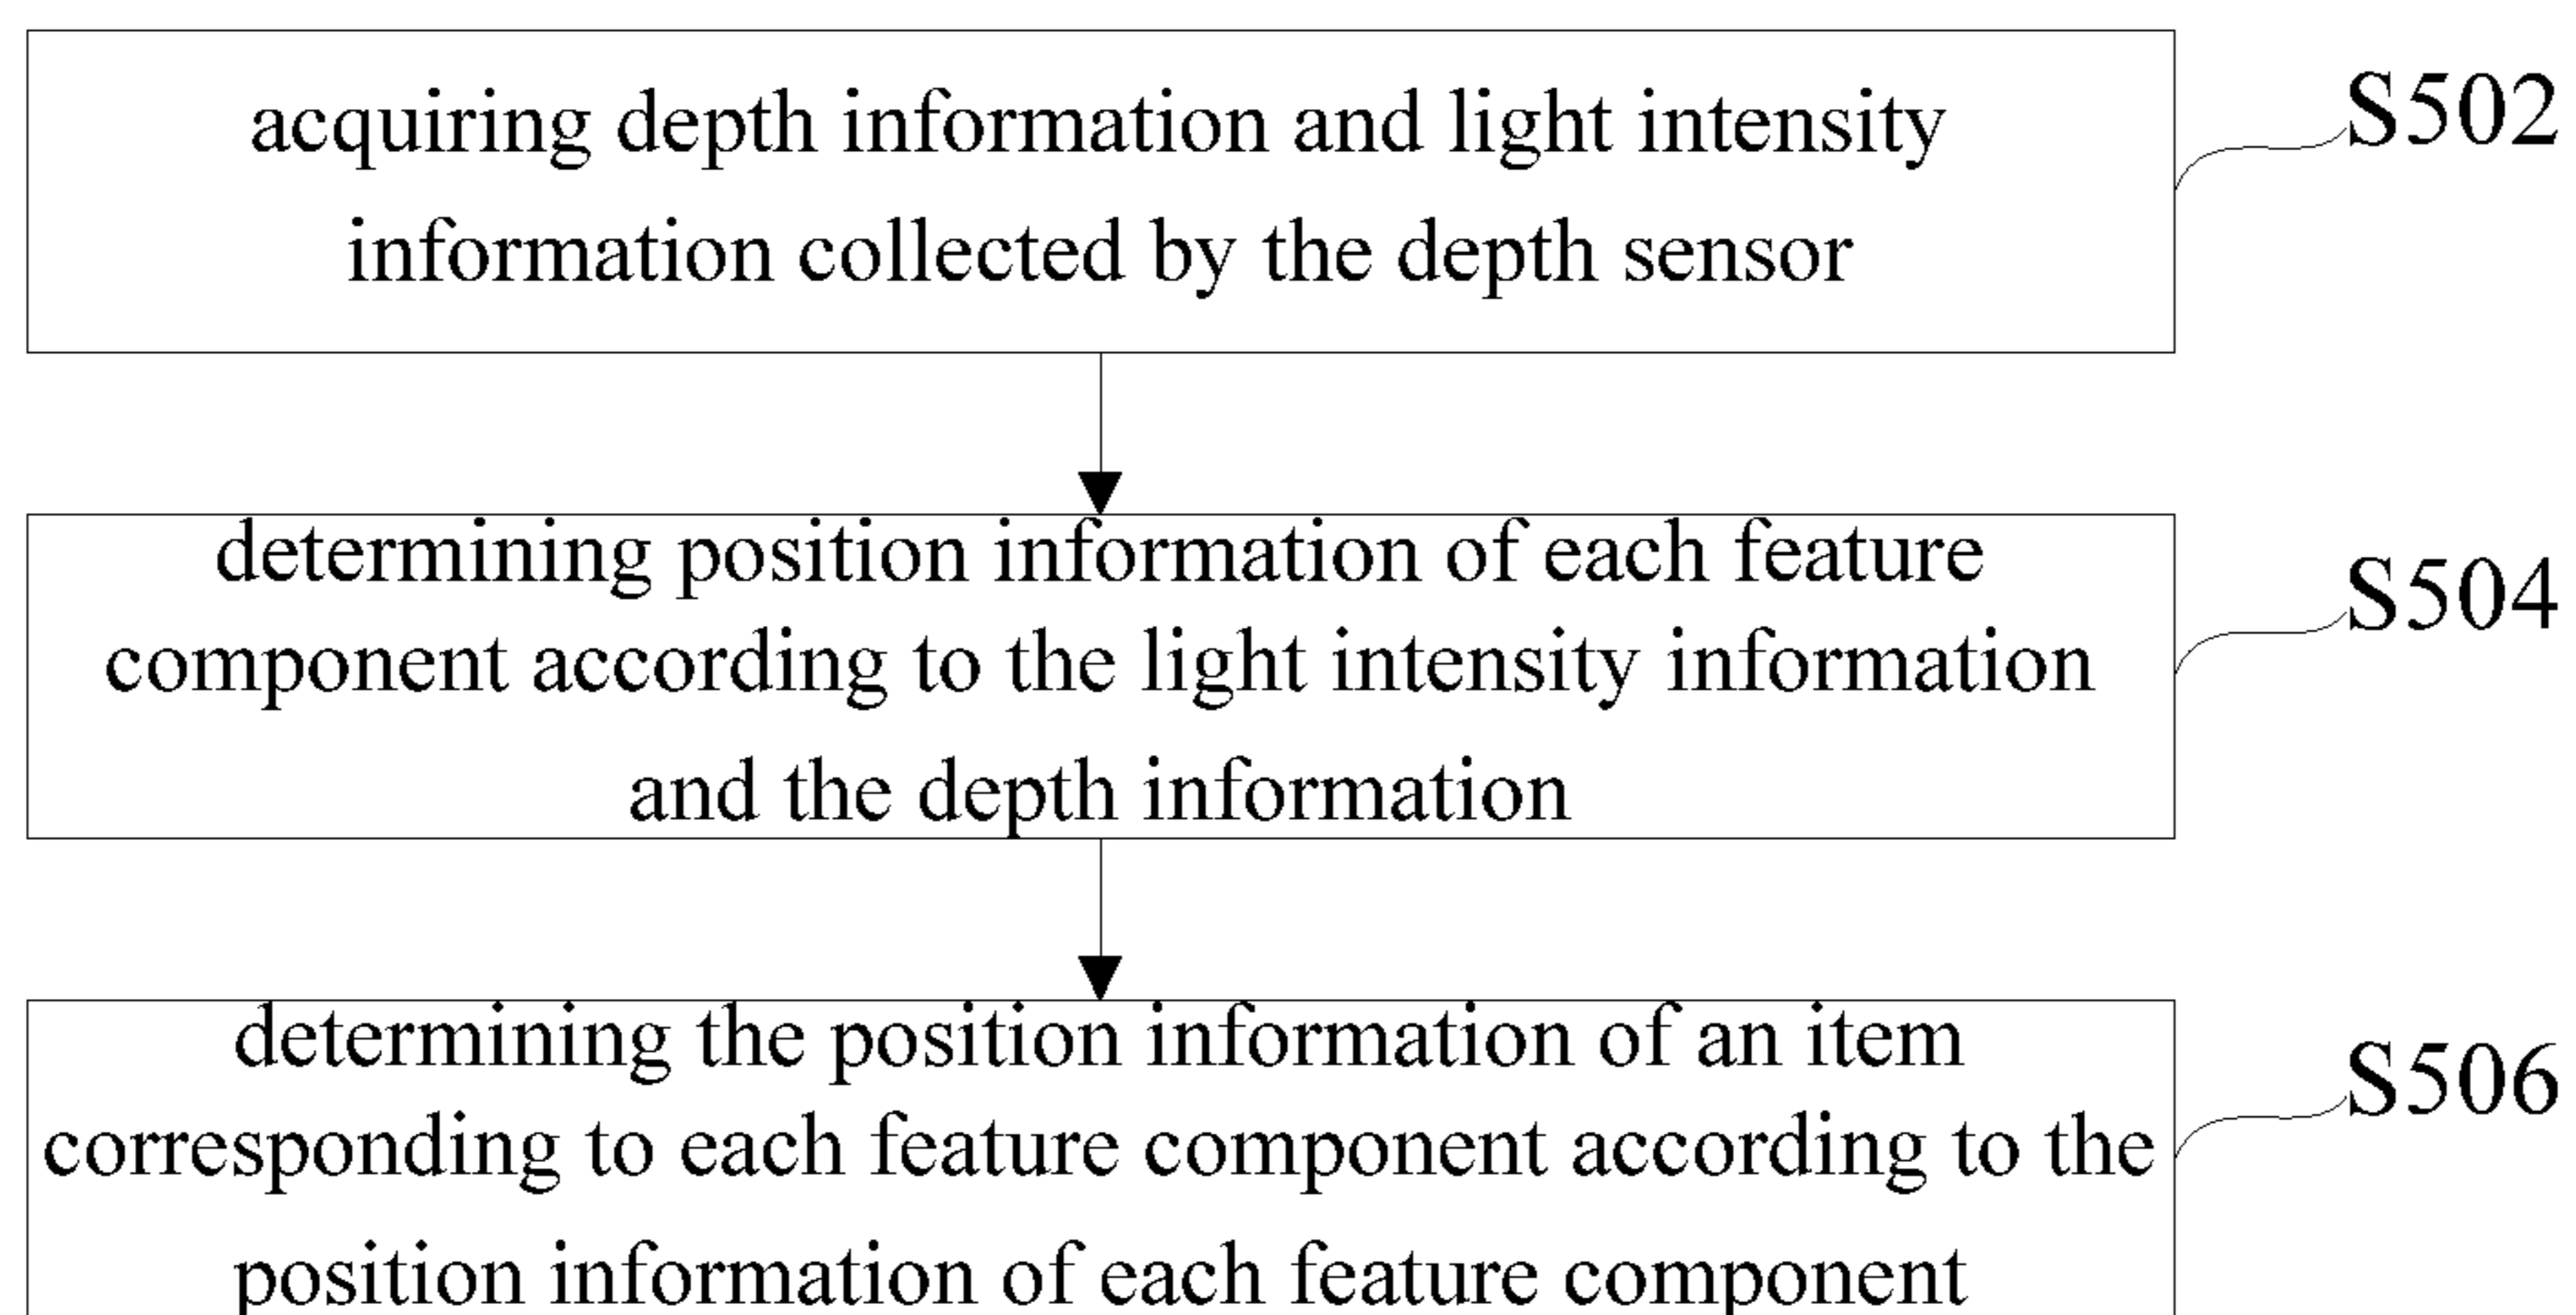 acquiring depth information and light intensity
information collected by the depth sensor
S502
determining position information of each feature
component according to the light intensity information
and the depth information
S504
determining the position information of an item
corresponding to each feature component according to the
position information of each feature component
S506